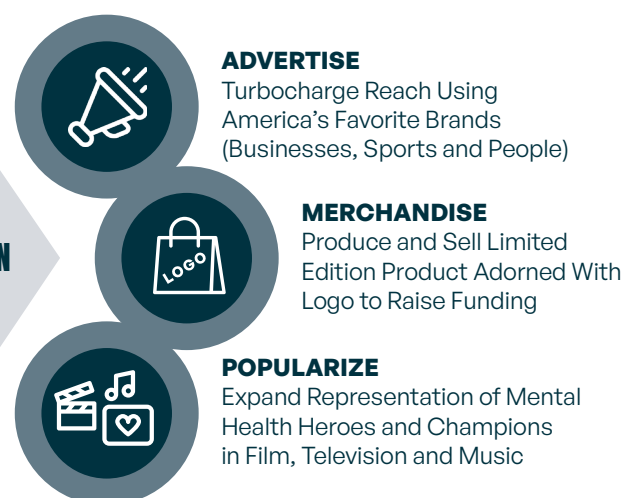 ADVERTISE
Turbocharge Reach Using
America's Favorite Brands
(Businesses, Sports and People)
MERCHANDISE
Produce and Sell Limited
Edition Product Adorned With
Logo to Raise Funding
LOGO
POPULARIZE
Expand Representation of Mental
Health Heroes and Champions
in Film, Television and Music